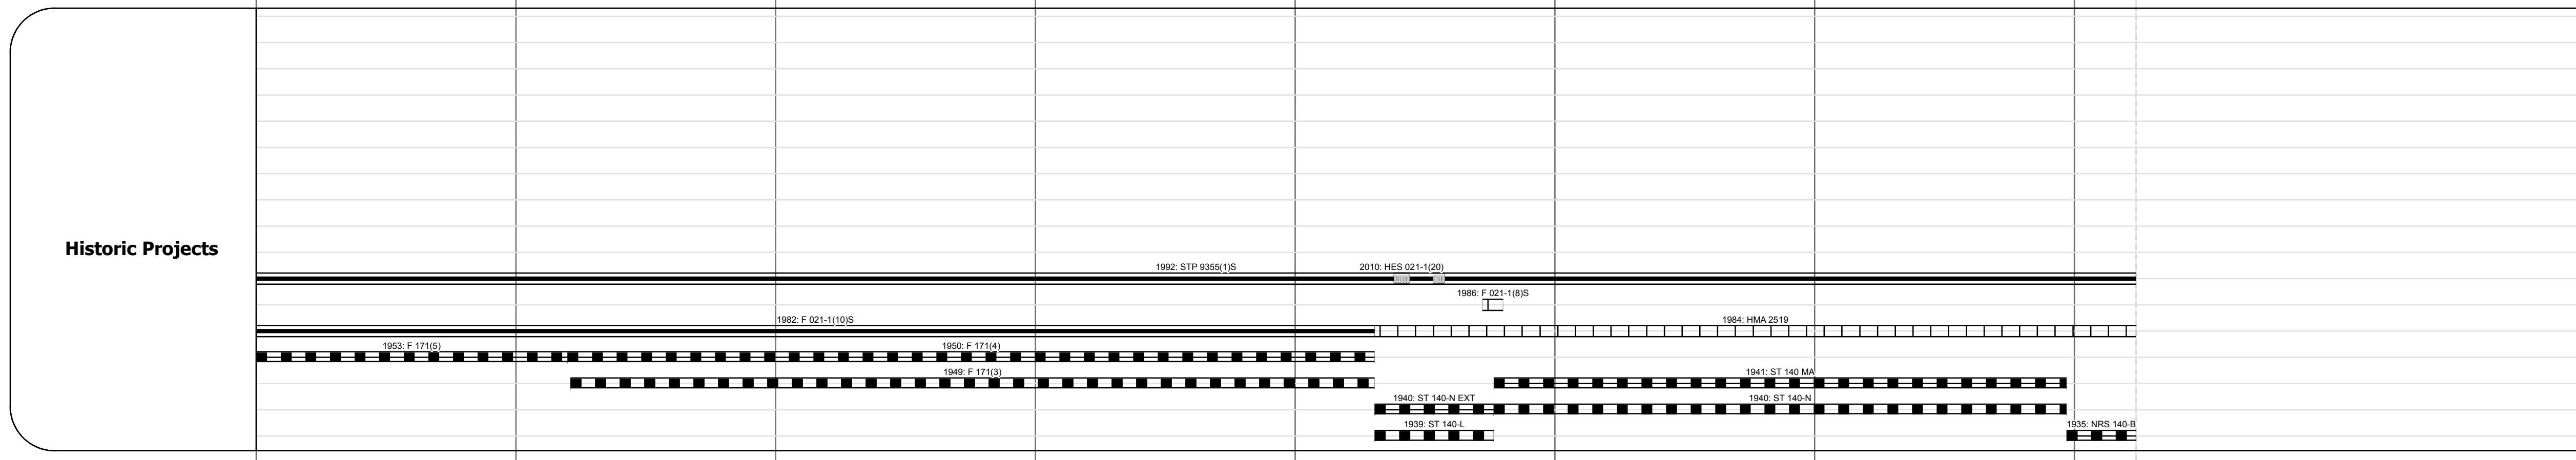 Historic Projects
1992: STP 9355(1)S
2010: HES 021-1(20)
1986: F 021-1(8)S
1982: F 021-1(10)S
1984: HMA 2519
1953: F 171(5)
1950: F 171(4)
1949: F 171(3)
1941: ST 140 MA
1940: ST 140-N EXT
1940: ST 140-N
1939: ST 140-L
1935: NRS 140-B